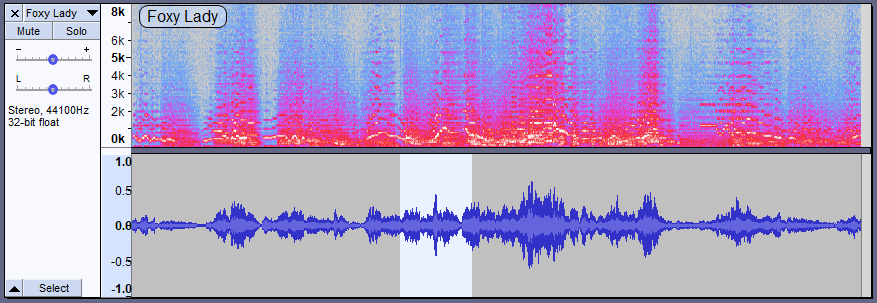 Foxy Lady
Mute Solo
- +
L R
Stereo, 44100Hz
32-bit float
Select
Foxy Lady
8k
6k
5k
4k
3k
2k
0k
1.0
0.5
0.0
-0.5
-1.0